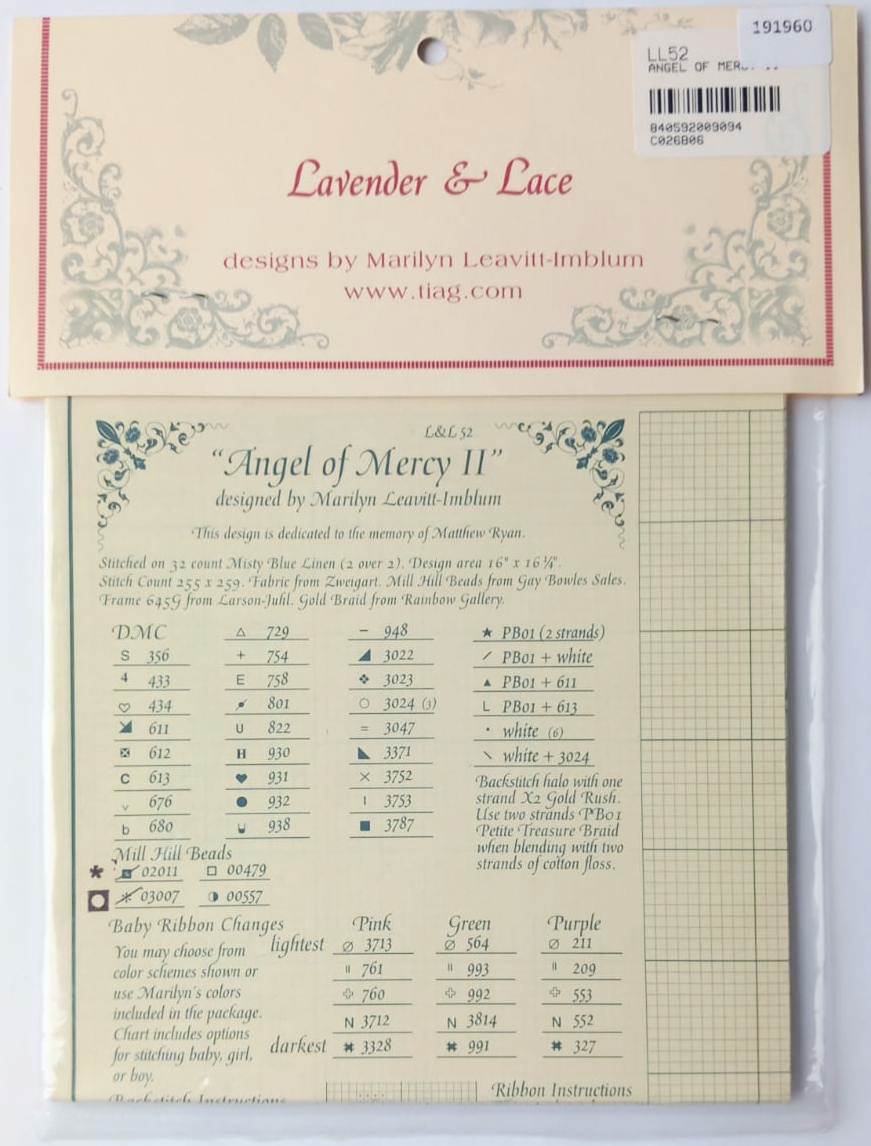 191960
LL52
ANGEL OF
840592009094
C026B06
Lavender & Lace
designs by Marilyn Leavitt-Imblum
www.tiag.com
L&L 52
"Angel of Mercy II"
designed by Marilyn Leavitt-Imblum
This design is dedicated to the memory of Matthew Ryan.
Stitched on 32 count Misty Blue Linen (2 over 2). Design area 16" x 16 ¼".
Stitch Count 255 x 259. Fabric from Zweigart. Mill Hill Beads from Gay Bowles Sales.
Frame 645G from Larson-Juhl. Gold Braid from Rainbow Gallery.
DMC
S 356
4 433
♡ 434
611
612
C 613
v 676
b 680
△ 729
+ 754
E 758
801
U 822
H 930
♥ 931
● 932
938
− 948
3022
❖ 3023
○ 3024 (3)
= 3047
◣ 3371
× 3752
I 3753
■ 3787
★ PB01 (2 strands)
⁄ PB01 + white
▲ PB01 + 611
L PB01 + 613
· white (6)
\ white + 3024
Backstitch halo with one
strand X2 Gold Rush.
Use two strands PB01
Petite Treasure Braid
when blending with two
strands of cotton floss.
Mill Hill Beads
* 02011
□ 00479
03007
◑ 00557
Baby Ribbon Changes
You may choose from
color schemes shown or
use Marilyn's colors
included in the package.
Chart includes options
for stitching baby, girl,
or boy.
Pink Green Purple
lightest ∅ 3713 ∅ 564 ∅ 211
II 761 II 993 II 209
✢ 760 ✢ 992 ✢ 553
N 3712 N 3814 N 552
darkest ✖ 3328 ✖ 991 ✖ 327
Backstitch Instructions
Ribbon Instructions